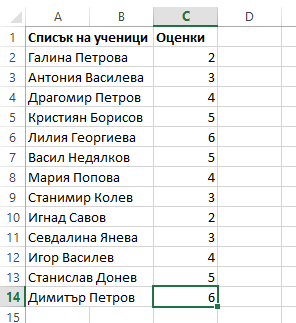 A B C D
1 Списък на ученици Оценки
2 Галина Петрова 2
3 Антония Василева 3
4 Драгомир Петров 4
5 Кристиян Борисов 5
6 Лилия Георгиева 6
7 Васил Недялков 5
8 Мария Попова 4
9 Станимир Колев 3
10 Игнад Савов 2
11 Севдалина Янева 3
12 Игор Василев 4
13 Станислав Донев 5
14 Димитър Петров 6
15